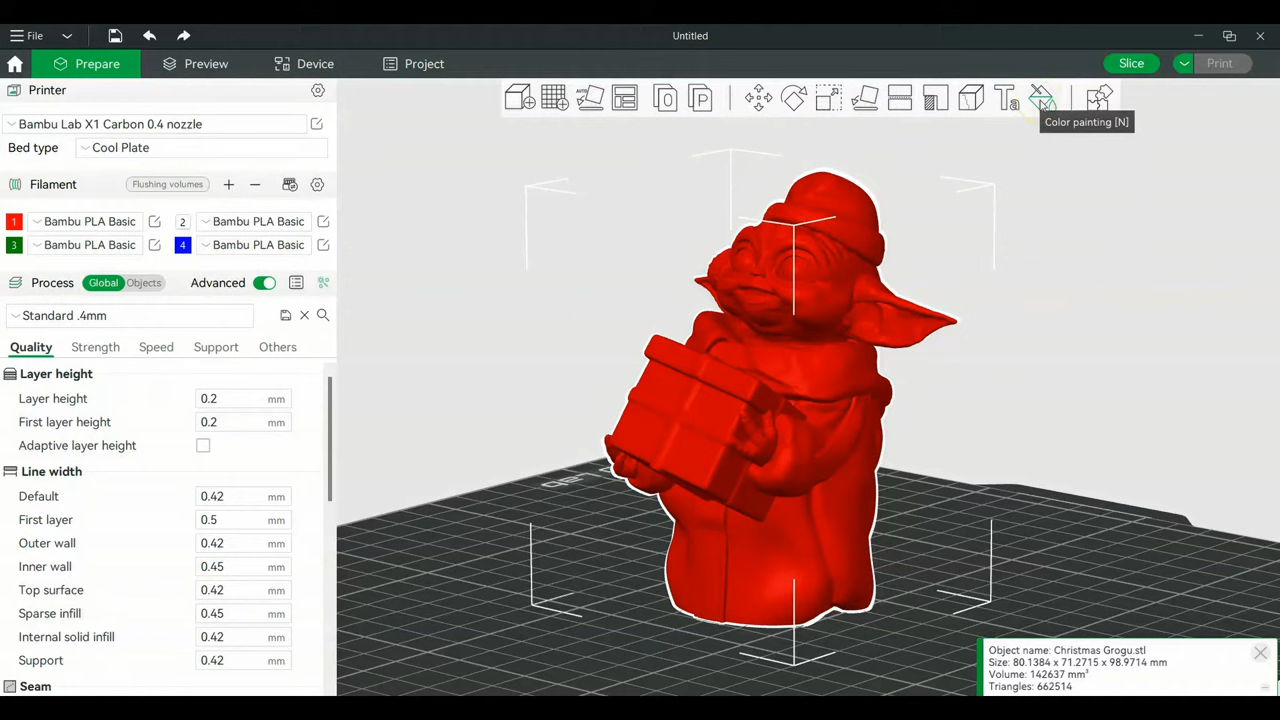 File
Untitled
Prepare
Preview
Device
Project
Slice
Print
Printer
Bambu Lab X1 Carbon 0.4 nozzle
Bed type
Cool Plate
Filament
Flushing volumes
1
Bambu PLA Basic
2
Bambu PLA Basic
3
Bambu PLA Basic
4
Bambu PLA Basic
Process
Global
Objects
Advanced
Standard .4mm
Quality
Strength
Speed
Support
Others
Layer height
Layer height
0.2
mm
First layer height
0.2
mm
Adaptive layer height
Line width
Default
0.42
mm
First layer
0.5
mm
Outer wall
0.42
mm
Inner wall
0.45
mm
Top surface
0.42
mm
Sparse infill
0.45
mm
Internal solid infill
0.42
mm
Support
0.42
mm
Seam
AUTO
O
P
Ta
Color painting [N]
Object name: Christmas Grogu.stl
Size: 80.1384 x 71.2715 x 98.9714 mm
Volume: 142637 mm³
Triangles: 662514